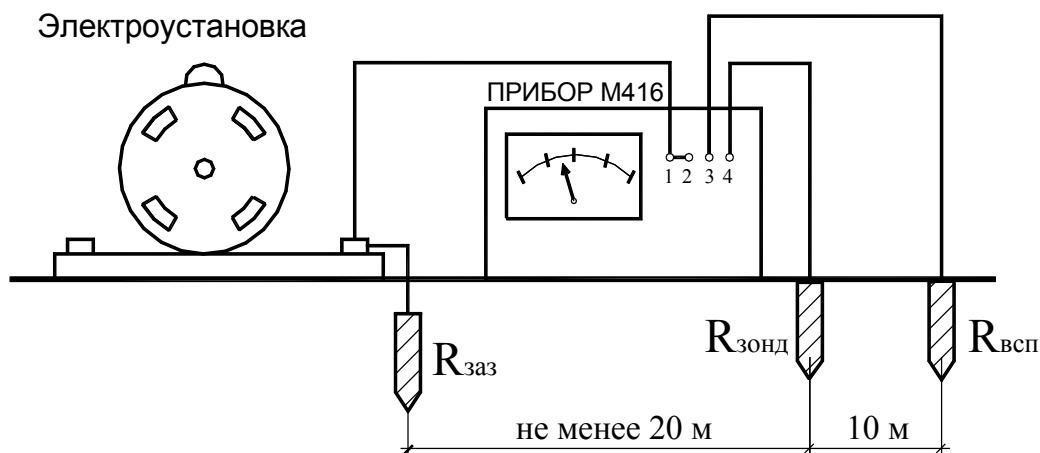 Электроустановка
ПРИБОР М416
1 2 3 4
Rзаз
Rзонд
Rвсп
не менее 20 м
10 м